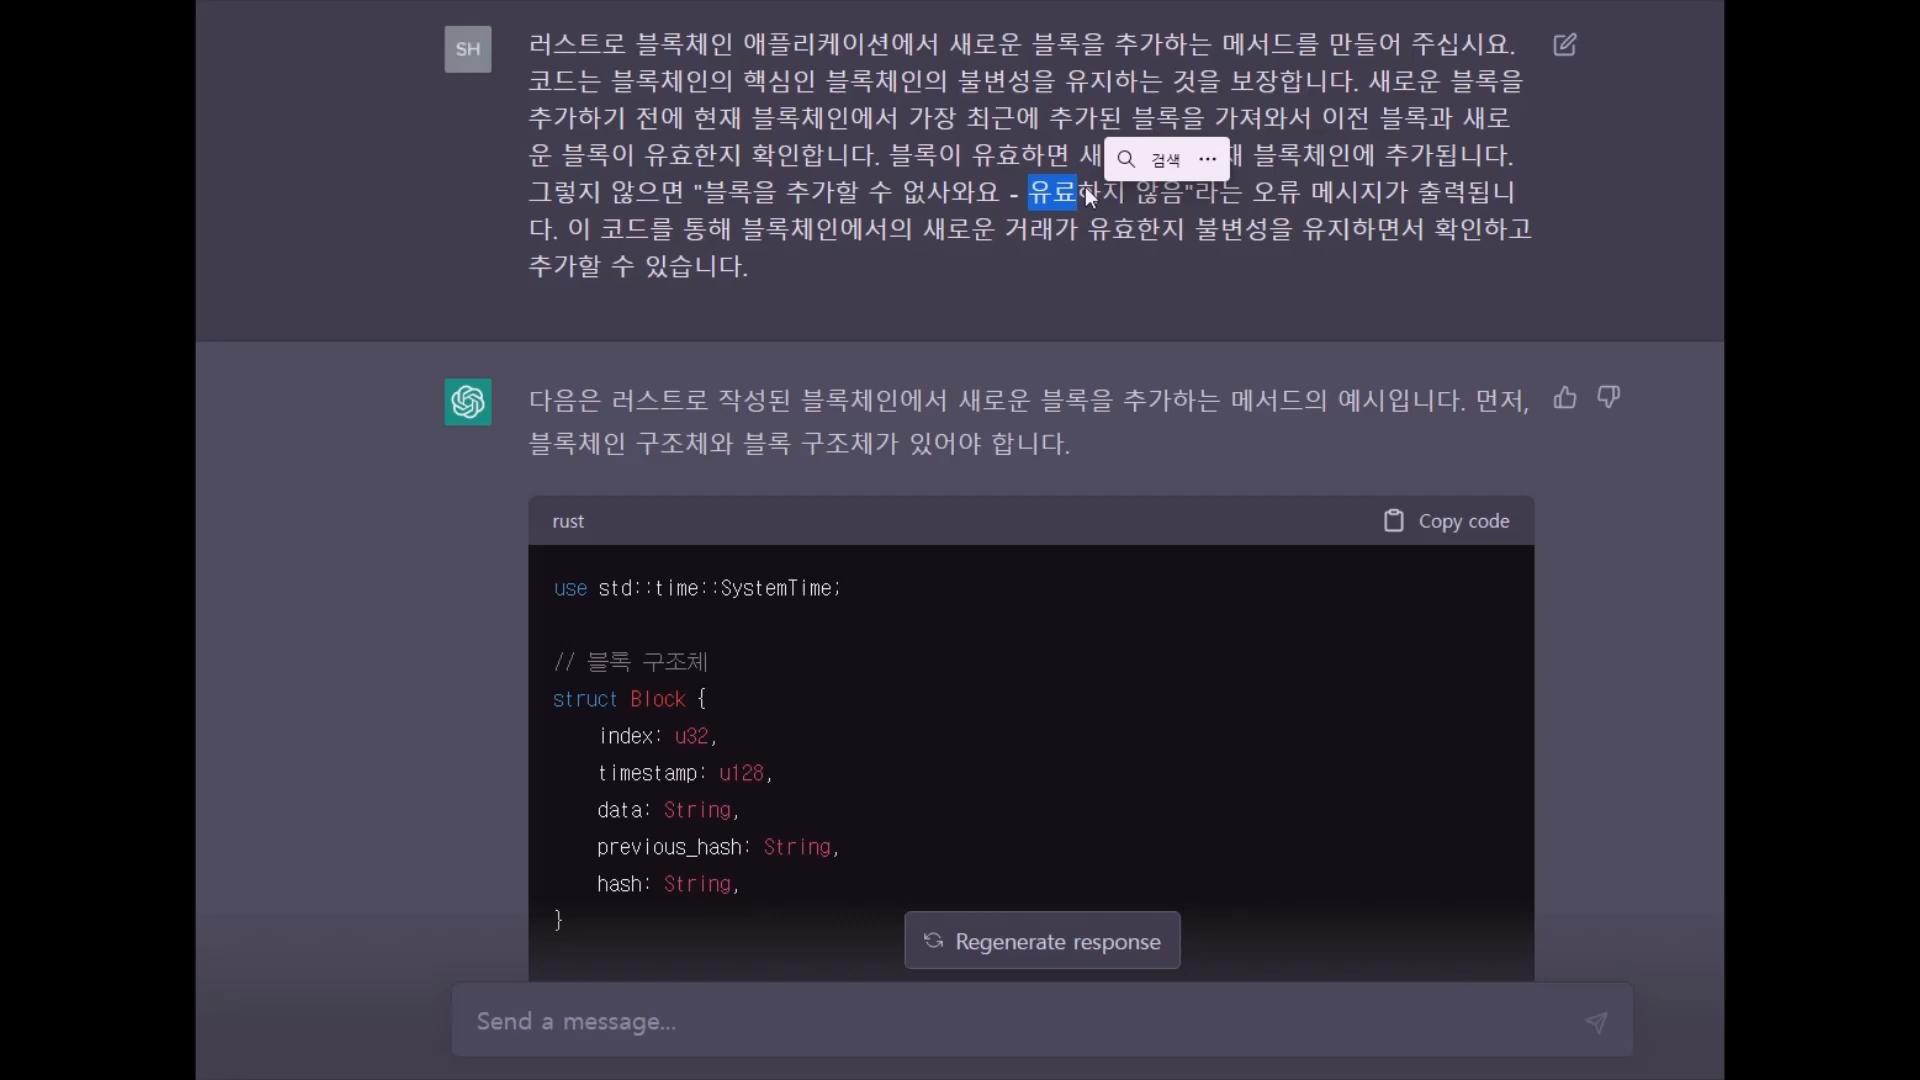 SH
러스트로 블록체인 애플리케이션에서 새로운 블록을 추가하는 메서드를 만들어 주십시요.
코드는 블록체인의 핵심인 블록체인의 불변성을 유지하는 것을 보장합니다. 새로운 블록을
추가하기 전에 현재 블록체인에서 가장 최근에 추가된 블록을 가져와서 이전 블록과 새로
운 블록이 유효한지 확인합니다. 블록이 유효하면 새 검색 ··· 재 블록체인에 추가됩니다.
그렇지 않으면 "블록을 추가할 수 없사와요 - 유료하지 않음"라는 오류 메시지가 출력됩니
다. 이 코드를 통해 블록체인에서의 새로운 거래가 유효한지 불변성을 유지하면서 확인하고
추가할 수 있습니다.
다음은 러스트로 작성된 블록체인에서 새로운 블록을 추가하는 메서드의 예시입니다. 먼저,
블록체인 구조체와 블록 구조체가 있어야 합니다.
rust Copy code
use std::time::SystemTime;
// 블록 구조체
struct Block {
index: u32,
timestamp: u128,
data: String,
previous_hash: String,
hash: String,
}
Regenerate response
Send a message...